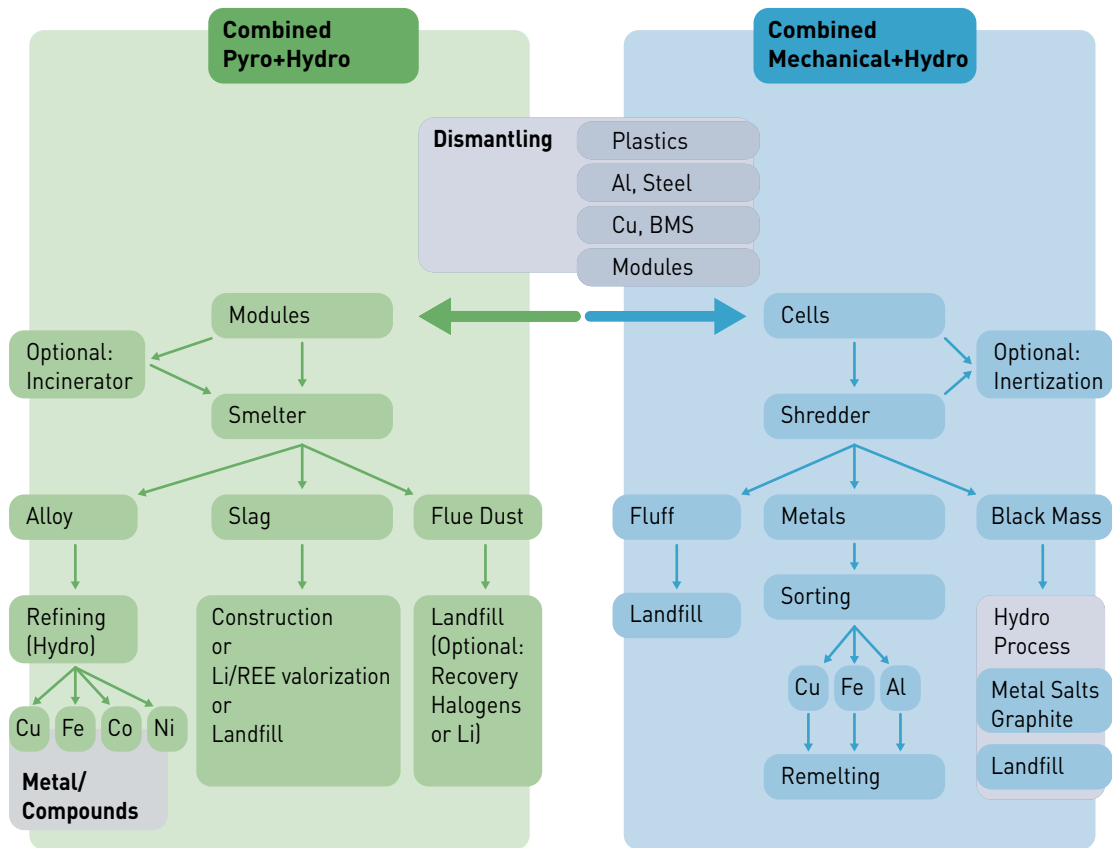 Combined
Pyro+Hydro
Combined
Mechanical+Hydro
Dismantling
Plastics
Al, Steel
Cu, BMS
Modules
Modules
Optional:
Incinerator
Smelter
Alloy
Slag
Flue Dust
Refining
(Hydro)
Construction
or
Li/REE valorization
or
Landfill
Landfill
(Optional:
Recovery
Halogens
or Li)
Cu
Fe
Co
Ni
Metal/
Compounds
Cells
Optional:
Inertization
Shredder
Fluff
Metals
Black Mass
Landfill
Sorting
Cu
Fe
Al
Remelting
Hydro
Process
Metal Salts
Graphite
Landfill